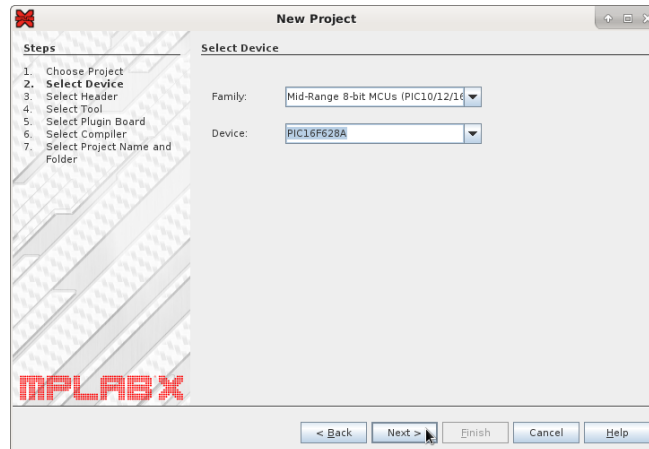 New Project
Steps
1. Choose Project
2. Select Device
3. Select Header
4. Select Tool
5. Select Plugin Board
6. Select Compiler
7. Select Project Name and
Folder
Select Device
Family: Mid-Range 8-bit MCUs (PIC10/12/16
Device: PIC16F628A
MPLAB X
< Back Next > Finish Cancel Help